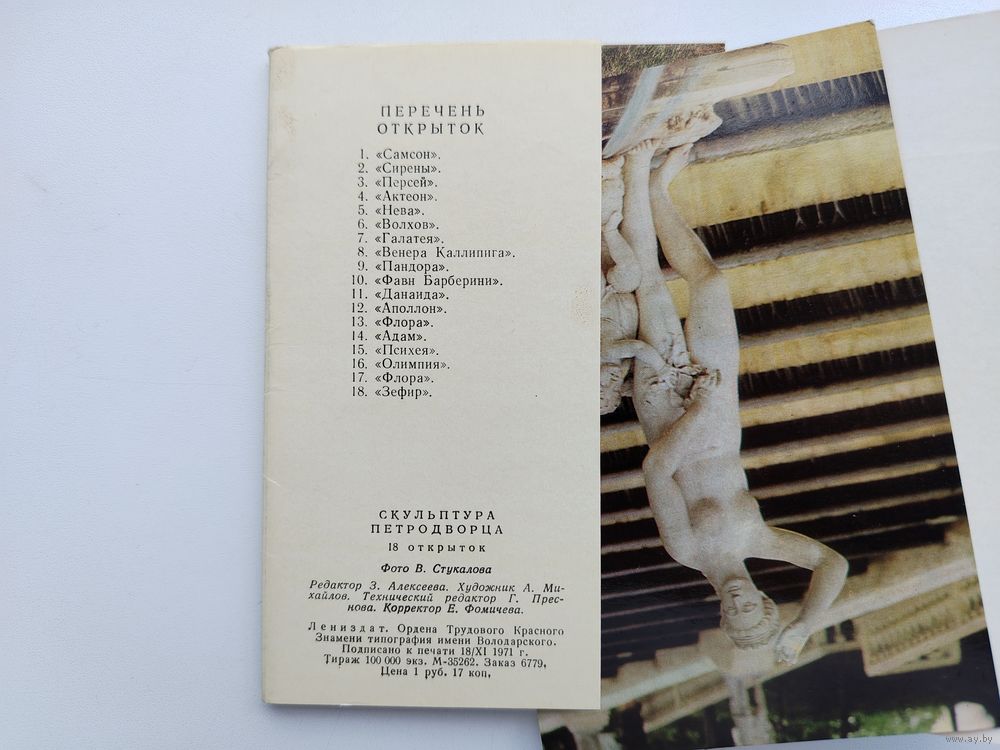 ПЕРЕЧЕНЬ
ОТКРЫТОК
1. «Самсон».
2. «Сирены».
3. «Персей».
4. «Актеон».
5. «Нева».
6. «Волхов».
7. «Галатея».
8. «Венера Каллипига».
9. «Пандора».
10. «Фавн Барберини».
11. «Данаида».
12. «Аполлон».
13. «Флора».
14. «Адам».
15. «Психея».
16. «Олимпия».
17. «Флора».
18. «Зефир».
СКУЛЬПТУРА
ПЕТРОДВОРЦА
18 открыток
Фото В. Стукалова
Редактор З. Алексеева. Художник А. Ми-
хайлов. Технический редактор Г. Прес-
нова. Корректор Е. Фомичева.
Лениздат. Ордена Трудового Красного
Знамени типография имени Володарского.
Подписано к печати 18/XI 1971 г.
Тираж 100 000 экз. М-35262. Заказ 6779.
Цена 1 руб. 17 коп.
www.ay.by